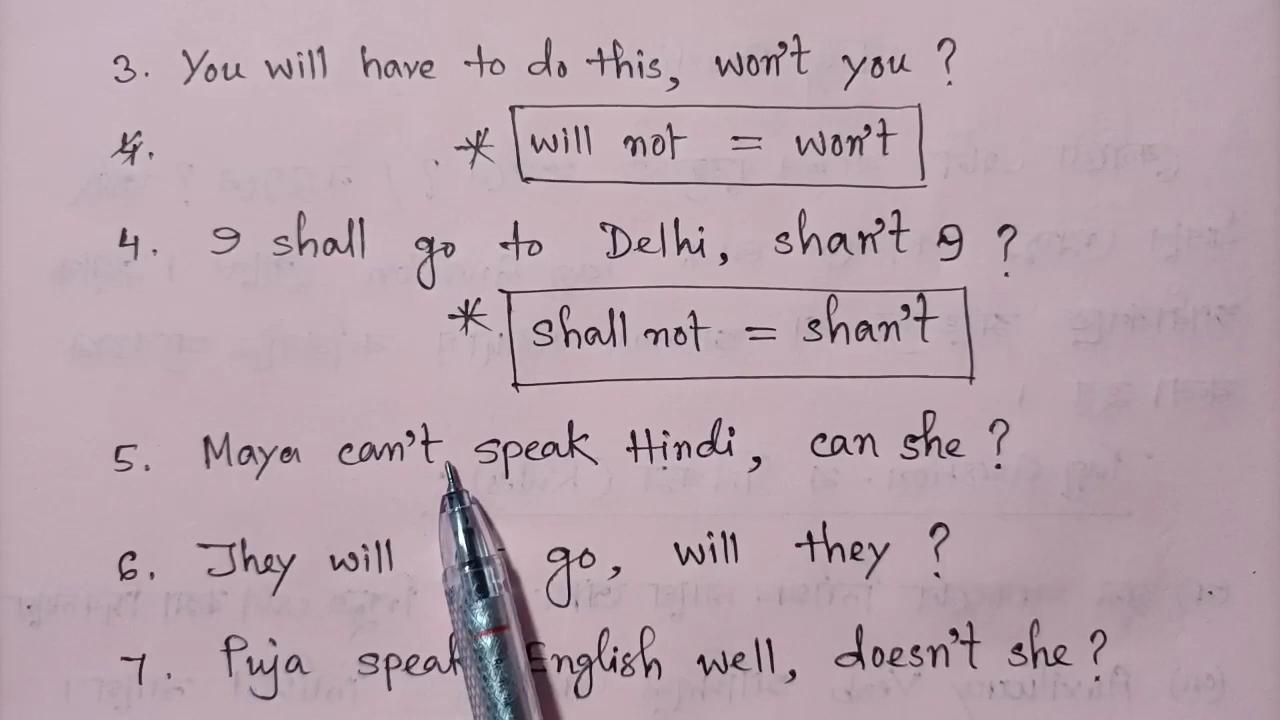 3. You will have to do this, won't you ?
4.
* will not = won't
4. I shall go to Delhi, shan't I ?
* shall not = shan't
5. Maya can't speak Hindi, can she ?
6. They will go, will they ?
7. Puja English well, doesn't she ?